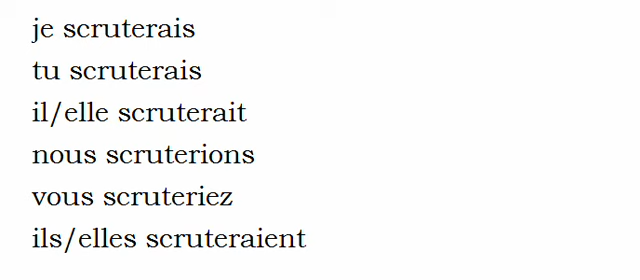 je scruterais
tu scruterais
il/elle scruterait
nous scruterions
vous scruteriez
ils/elles scruteraient